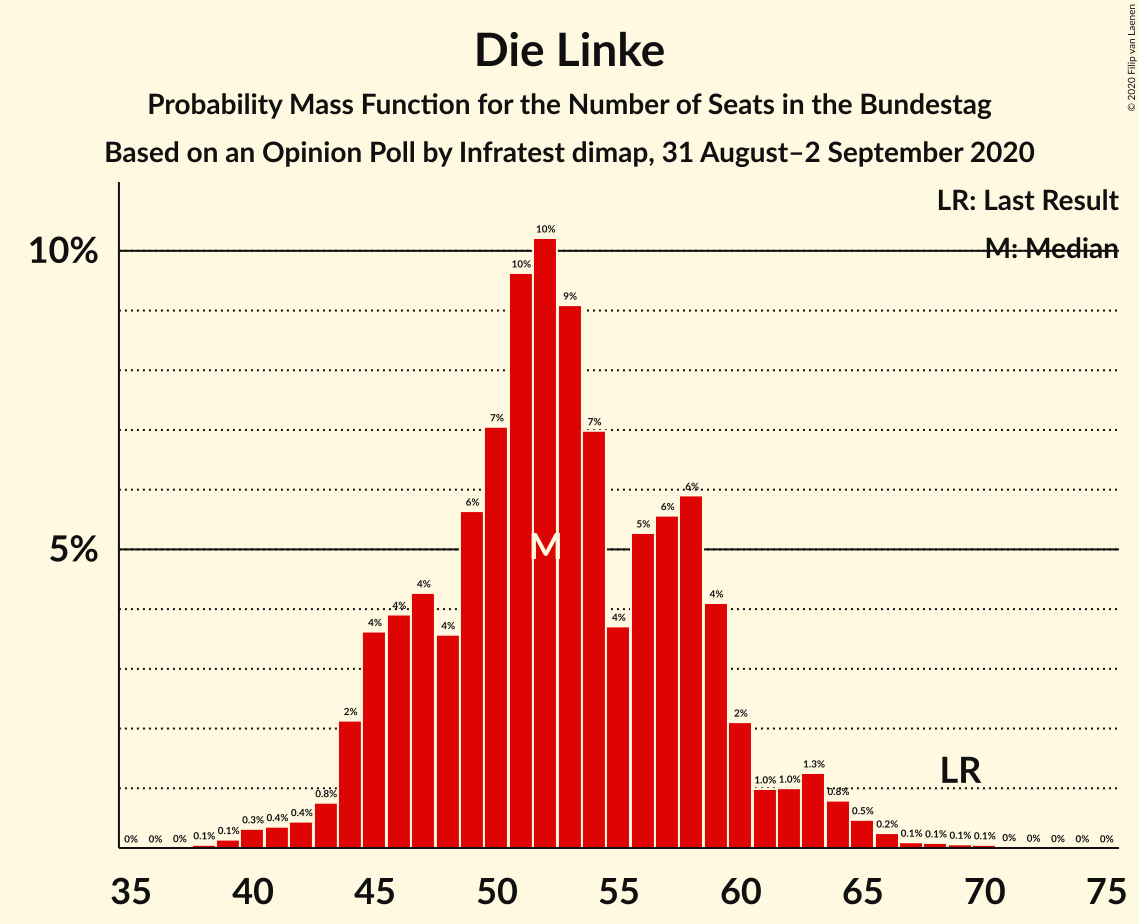 Die Linke
Probability Mass Function for the Number of Seats in the Bundestag
Based on an Opinion Poll by Infratest dimap, 31 August–2 September 2020
© 2020 Filip van Laenen
LR: Last Result
M: Median
10%
5%
0% 0% 0% 0.1% 0.1% 0.3% 0.4% 0.4% 0.8% 2% 4% 4% 4% 4% 6% 7% 10% 10% 9% 7% 4% 5% 6% 6% 4% 2% 1.0% 1.0% 1.3% 0.8% 0.5% 0.2% 0.1% 0.1% 0.1% 0.1% 0% 0% 0% 0% 0%
M
LR
35 40 45 50 55 60 65 70 75